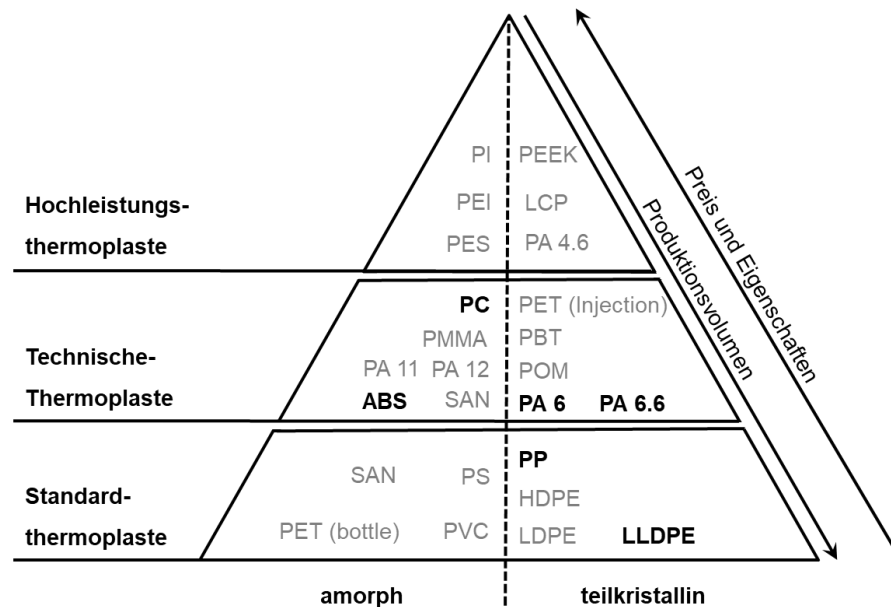 PI PEEK
Hochleistungs-
thermoplaste
PEI LCP
PES PA 4.6
Technische-
Thermoplaste
PC PET (Injection)
PMMA PBT
PA 11 PA 12 POM
ABS SAN PA 6 PA 6.6
Standard-
thermoplaste
PP
SAN PS
HDPE
PET (bottle) PVC LDPE LLDPE
amorph teilkristallin
Produktionsvolumen
Preis und Eigenschaften